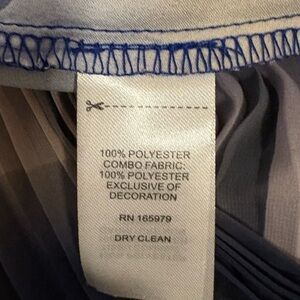 100% POLYESTER
COMBO FABRIC:
100% POLYESTER
EXCLUSIVE OF
DECORATION
RN 165979
DRY CLEAN